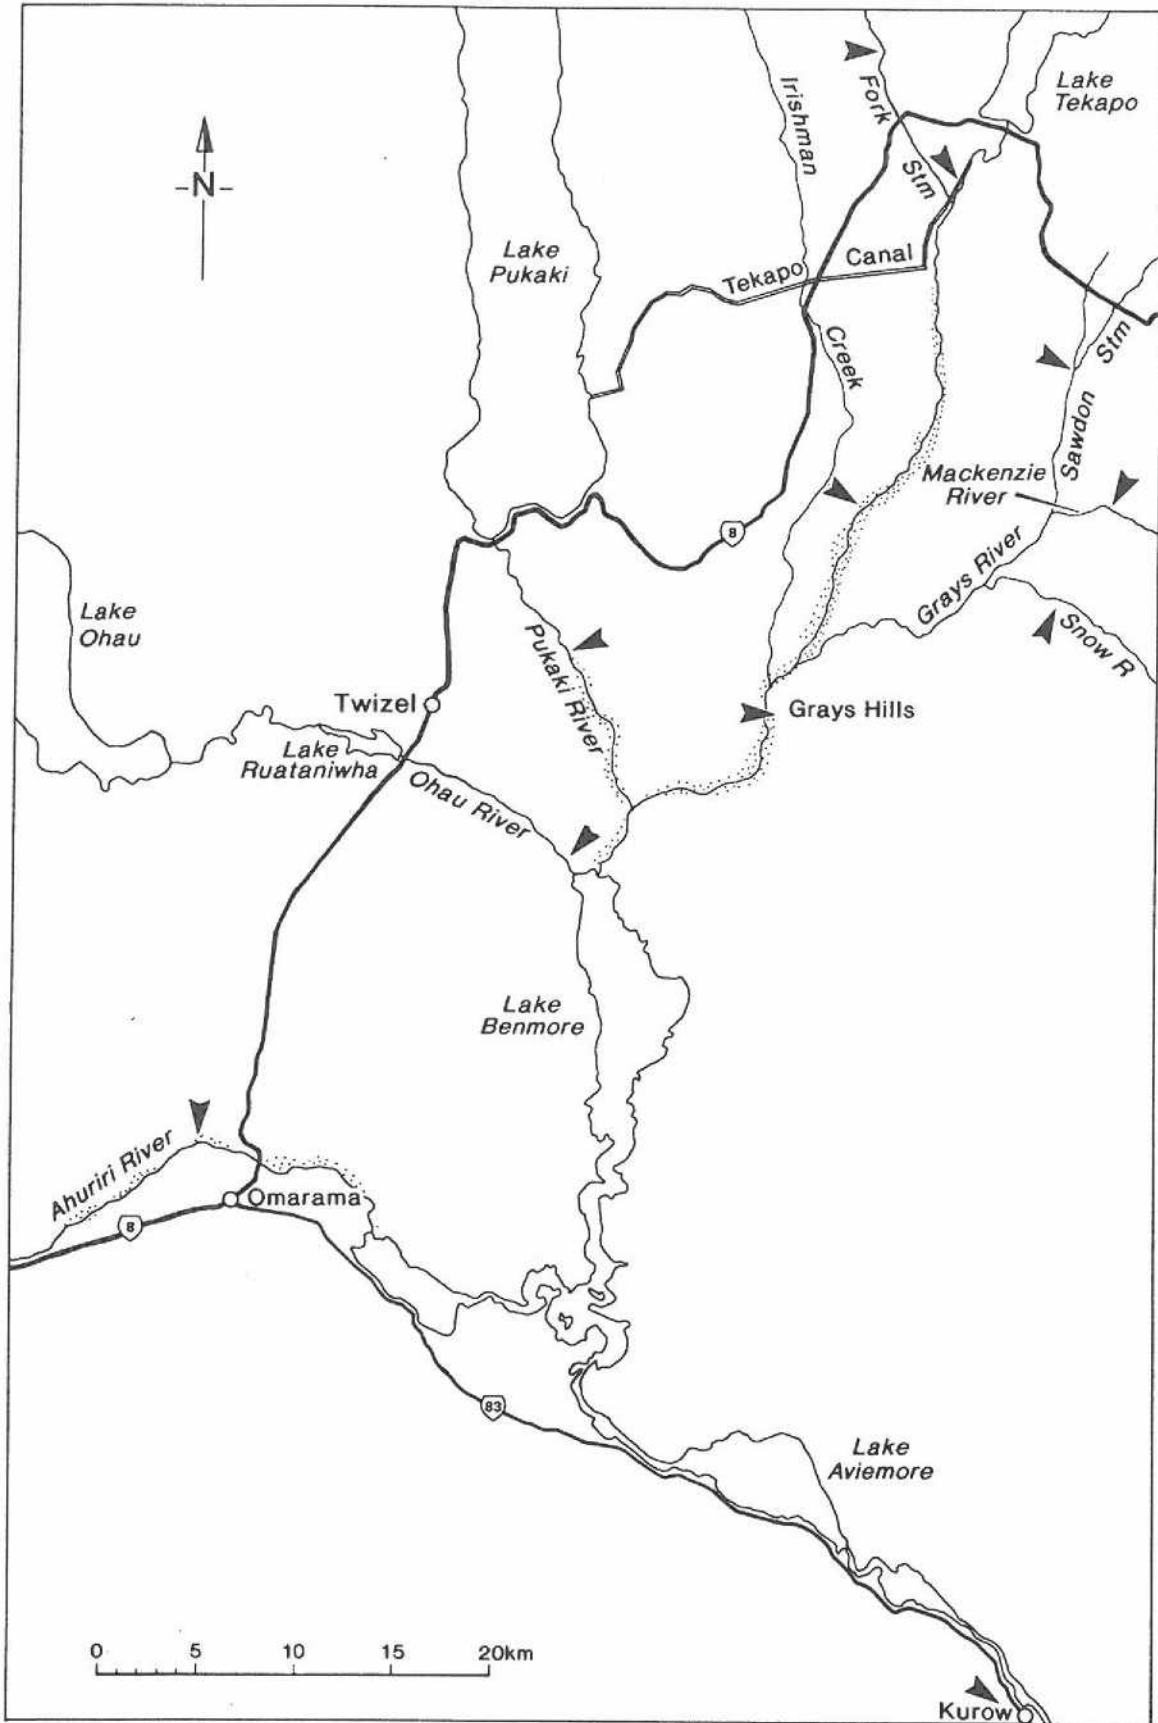 Lake
Tekapo
Irishman
Fork
Stm
-N-
Lake
Pukaki
Tekapo
Canal
Creek
Stm
Sawdon
Mackenzie
River
8
Grays River
Snow R
Lake
Ohau
Pukaki River
Twizel
Grays Hills
Lake
Ruataniwha
Ohau River
Lake
Benmore
Ahuriri River
Omarama
8
83
Lake
Aviemore
0 5 10 15 20km
Kurow